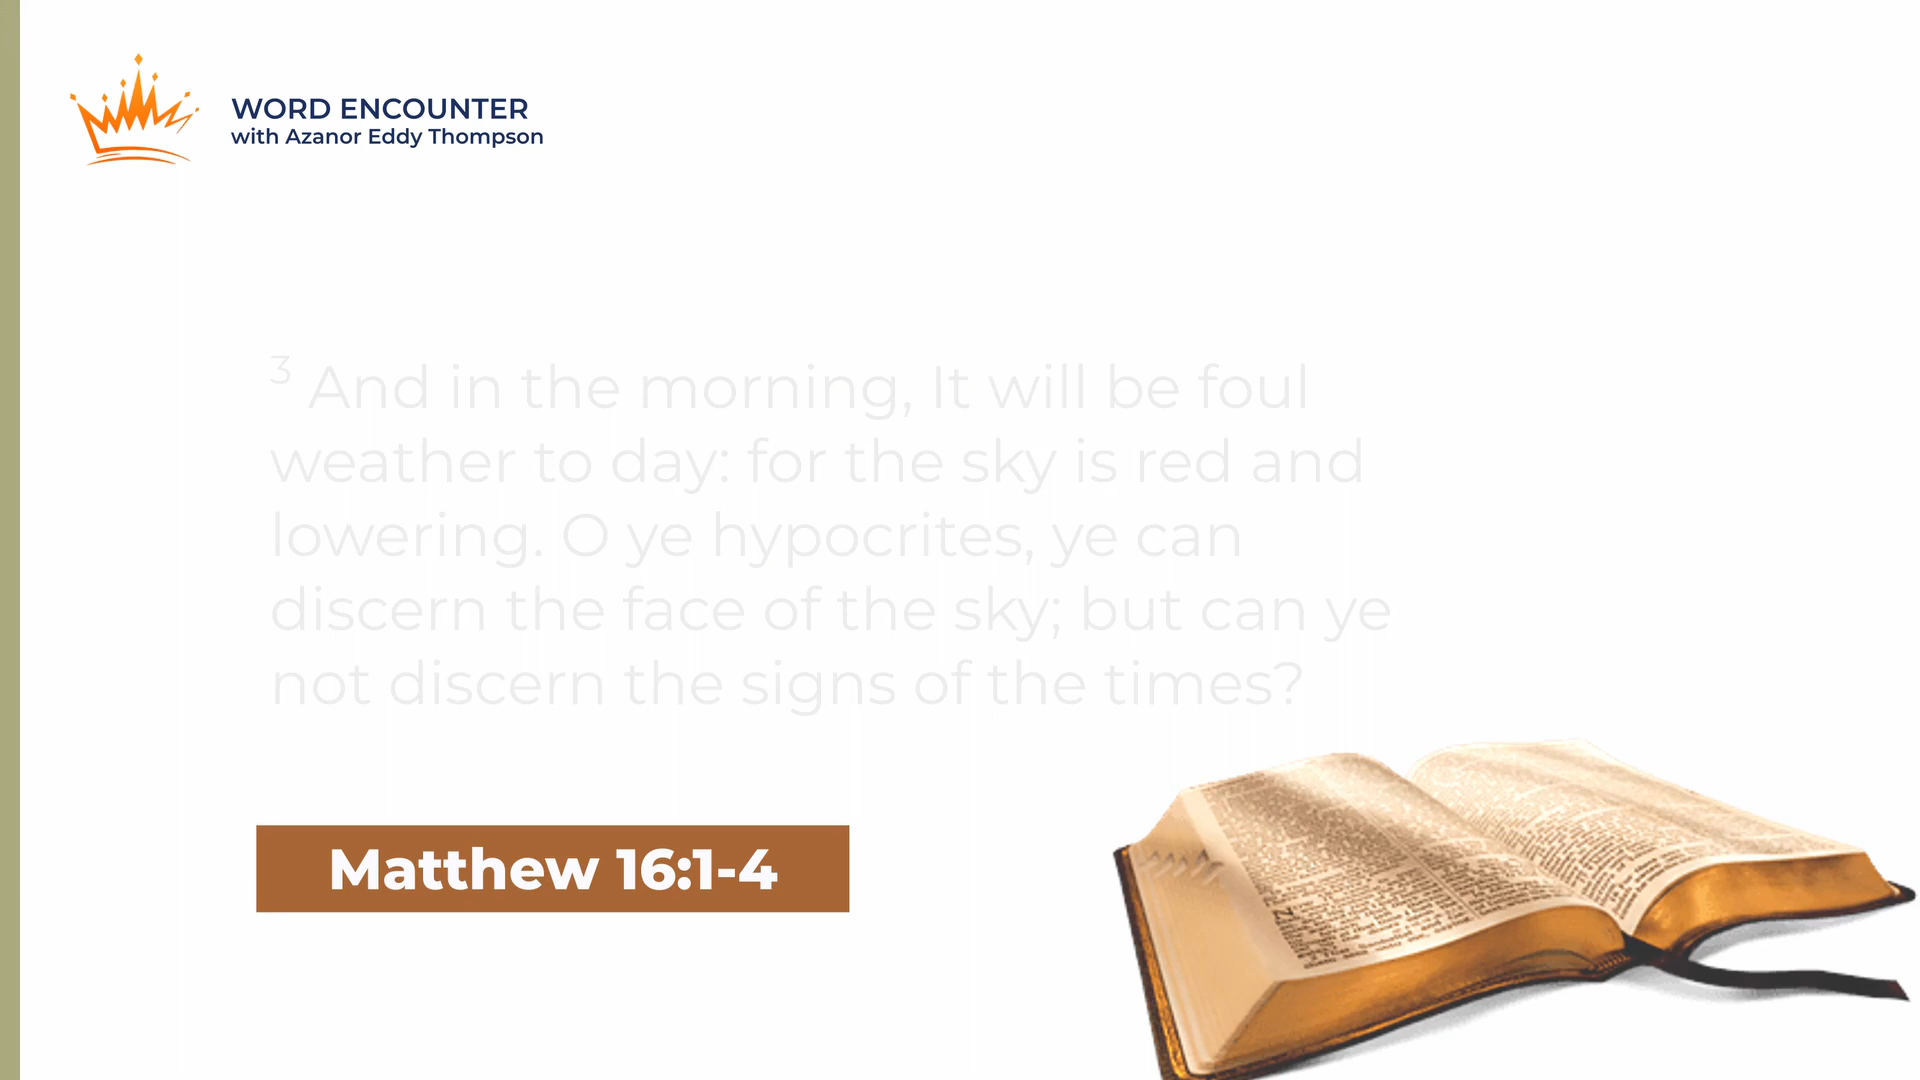 WORD ENCOUNTER
with Azanor Eddy Thompson
3 And in the morning, It will be foul
weather to day: for the sky is red and
lowering. O ye hypocrites, ye can
discern the face of the sky; but can ye
not discern the signs of the times?
Matthew 16:1-4